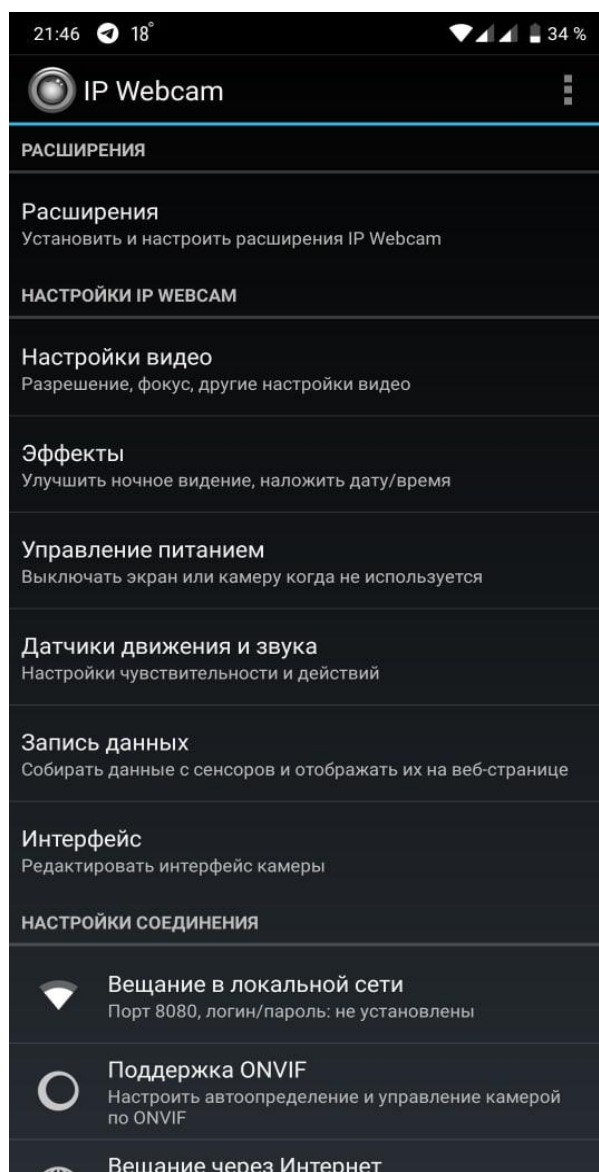 21:46 18° 34 %
IP Webcam
РАСШИРЕНИЯ
Расширения
Установить и настроить расширения IP Webcam
НАСТРОЙКИ IP WEBCAM
Настройки видео
Разрешение, фокус, другие настройки видео
Эффекты
Улучшить ночное видение, наложить дату/время
Управление питанием
Выключать экран или камеру когда не используется
Датчики движения и звука
Настройки чувствительности и действий
Запись данных
Собирать данные с сенсоров и отображать их на веб-странице
Интерфейс
Редактировать интерфейс камеры
НАСТРОЙКИ СОЕДИНЕНИЯ
Вещание в локальной сети
Порт 8080, логин/пароль: не установлены
Поддержка ONVIF
Настроить автоопределение и управление камерой
по ONVIF
Вещание через Интернет